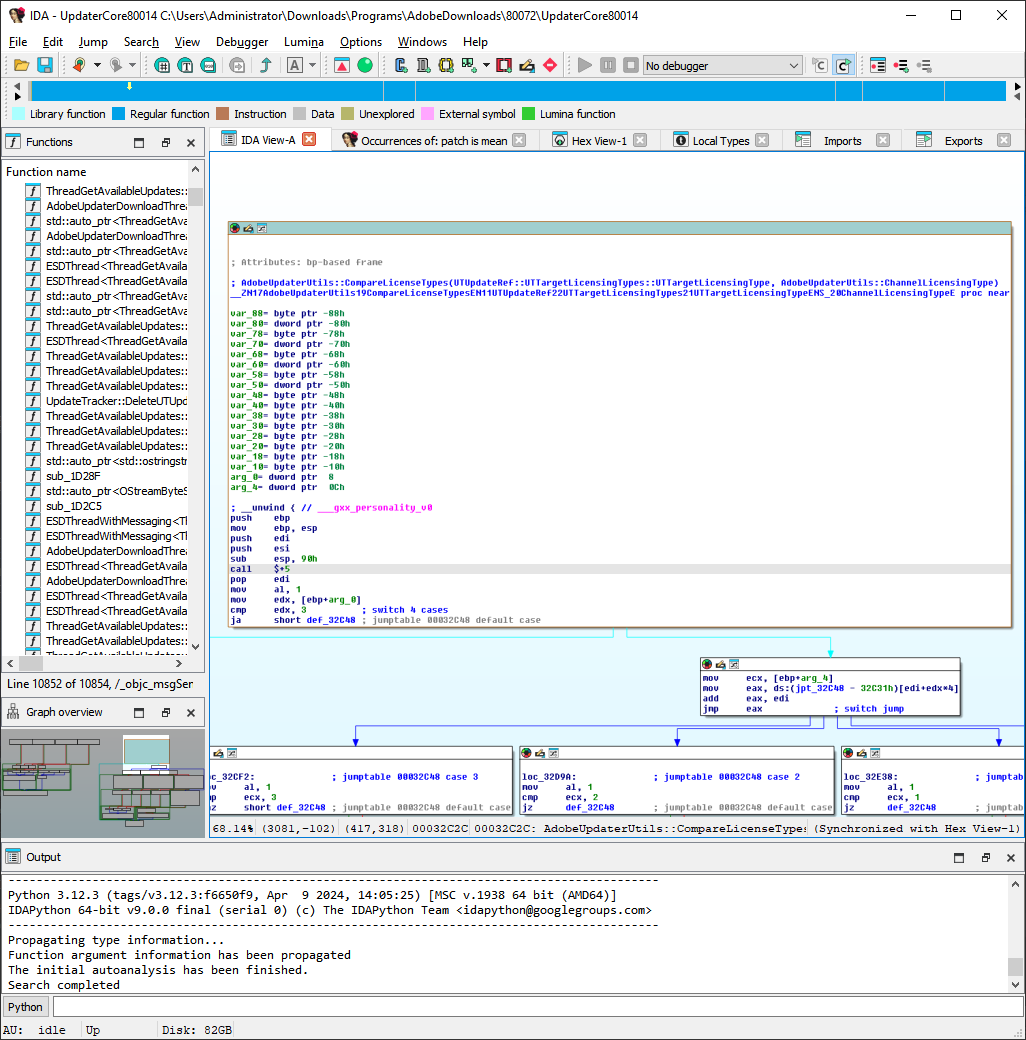 IDA - UpdaterCore80014 C:\Users\Administrator\Downloads\Programs\AdobeDownloads\80072\UpdaterCore80014
File Edit Jump Search View Debugger Lumina Options Windows Help
No debugger
Library function Regular function Instruction Data Unexplored External symbol Lumina function
Functions
IDA View-A
Occurrences of: patch is mean
Hex View-1
Local Types
Imports
Exports
Function name
ThreadGetAvailableUpdates::
AdobeUpdaterDownloadThrea
std::auto_ptr<ThreadGetAva
AdobeUpdaterDownloadThrea
std::auto_ptr<ThreadGetAva
ESDThread<ThreadGetAvaila
ESDThread<ThreadGetAvaila
std::auto_ptr<ThreadGetAva
std::auto_ptr<ThreadGetAva
ThreadGetAvailableUpdates::
ESDThread<ThreadGetAvaila
ThreadGetAvailableUpdates::
ThreadGetAvailableUpdates::
ThreadGetAvailableUpdates::
UpdateTracker::DeleteUTUpd
ThreadGetAvailableUpdates::
ThreadGetAvailableUpdates::
ThreadGetAvailableUpdates::
std::auto_ptr<std::ostringstr
sub_1D28F
std::auto_ptr<OStreamByteS
sub_1D2C5
ESDThreadWithMessaging<Th
ESDThreadWithMessaging<Th
AdobeUpdaterDownloadThrea
ESDThread<ThreadGetAvaila
AdobeUpdaterDownloadThrea
ESDThread<ThreadGetAvaila
ESDThread<ThreadGetAvaila
ThreadGetAvailableUpdates::
ThreadGetAvailableUpdates::
Line 10852 of 10854, /_objc_msgSer
Graph overview
; Attributes: bp-based frame
; AdobeUpdaterUtils::CompareLicenseTypes(UTUpdateRef::UTTargetLicensingTypes::UTTargetLicensingType, AdobeUpdaterUtils::ChannelLicensingType)
__ZN17AdobeUpdaterUtils19CompareLicenseTypesEN11UTUpdateRef22UTTargetLicensingTypes21UTTargetLicensingTypeENS_20ChannelLicensingTypeE proc near
var_88= byte ptr -88h
var_80= dword ptr -80h
var_78= byte ptr -78h
var_70= dword ptr -70h
var_68= byte ptr -68h
var_60= dword ptr -60h
var_58= byte ptr -58h
var_50= dword ptr -50h
var_48= byte ptr -48h
var_40= byte ptr -40h
var_38= byte ptr -38h
var_30= byte ptr -30h
var_28= byte ptr -28h
var_20= byte ptr -20h
var_18= byte ptr -18h
var_10= byte ptr -10h
arg_0= dword ptr 8
arg_4= dword ptr 0Ch
; __unwind { // ___gxx_personality_v0
push ebp
mov ebp, esp
push edi
push esi
sub esp, 90h
call $+5
pop edi
mov al, 1
mov edx, [ebp+arg_0]
cmp edx, 3 ; switch 4 cases
ja short def_32C48 ; jumptable 00032C48 default case
mov ecx, [ebp+arg_4]
mov eax, ds:(jpt_32C48 - 32C31h)[edi+edx*4]
add eax, edi
jmp eax ; switch jump
oc_32CF2: ; jumptable 00032C48 case 3
ov al, 1
mp ecx, 3
z short def_32C48 ; jumptable 00032C48 default case
loc_32D9A: ; jumptable 00032C48 case 2
mov al, 1
cmp ecx, 2
jz def_32C48 ; jumptable 00032C48 default case
loc_32E38: ; jumptab
mov al, 1
cmp ecx, 1
jz def_32C48 ; jumptab
68.14% (3081,-102) (417,318) 00032C2C 00032C2C: AdobeUpdaterUtils::CompareLicenseTypes (Synchronized with Hex View-1)
Output
Python 3.12.3 (tags/v3.12.3:f6650f9, Apr 9 2024, 14:05:25) [MSC v.1938 64 bit (AMD64)]
IDAPython 64-bit v9.0.0 final (serial 0) (c) The IDAPython Team <idapython@googlegroups.com>
Propagating type information...
Function argument information has been propagated
The initial autoanalysis has been finished.
Search completed
Python
AU: idle Up Disk: 82GB